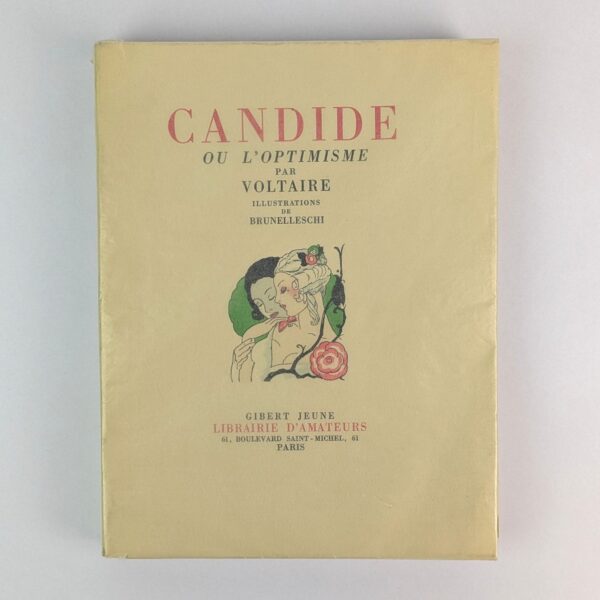 CANDIDE
OU L'OPTIMISME
PAR
VOLTAIRE
ILLUSTRATIONS
DE
BRUNELLESCHI
GIBERT JEUNE
LIBRAIRIE D'AMATEURS
61, BOULEVARD SAINT-MICHEL, 61
PARIS